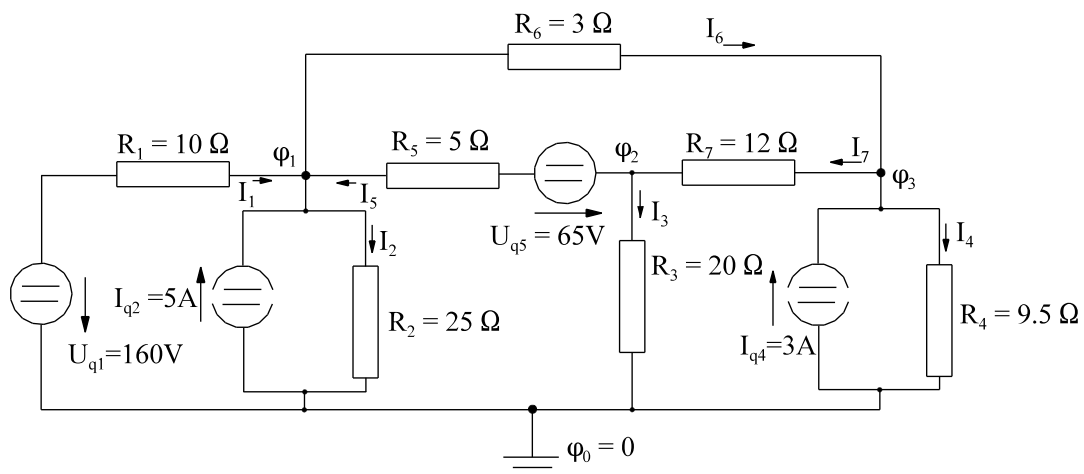 R6 = 3 Ω
I6
R1 = 10 Ω
φ1
R5 = 5 Ω
φ2
R7 = 12 Ω
I7
φ3
I1
I5
Uq5 = 65V
I3
I2
I4
Iq2 =5A
R3 = 20 Ω
R2 = 25 Ω
R4 = 9.5 Ω
Uq1=160V
Iq4=3A
φ0 = 0